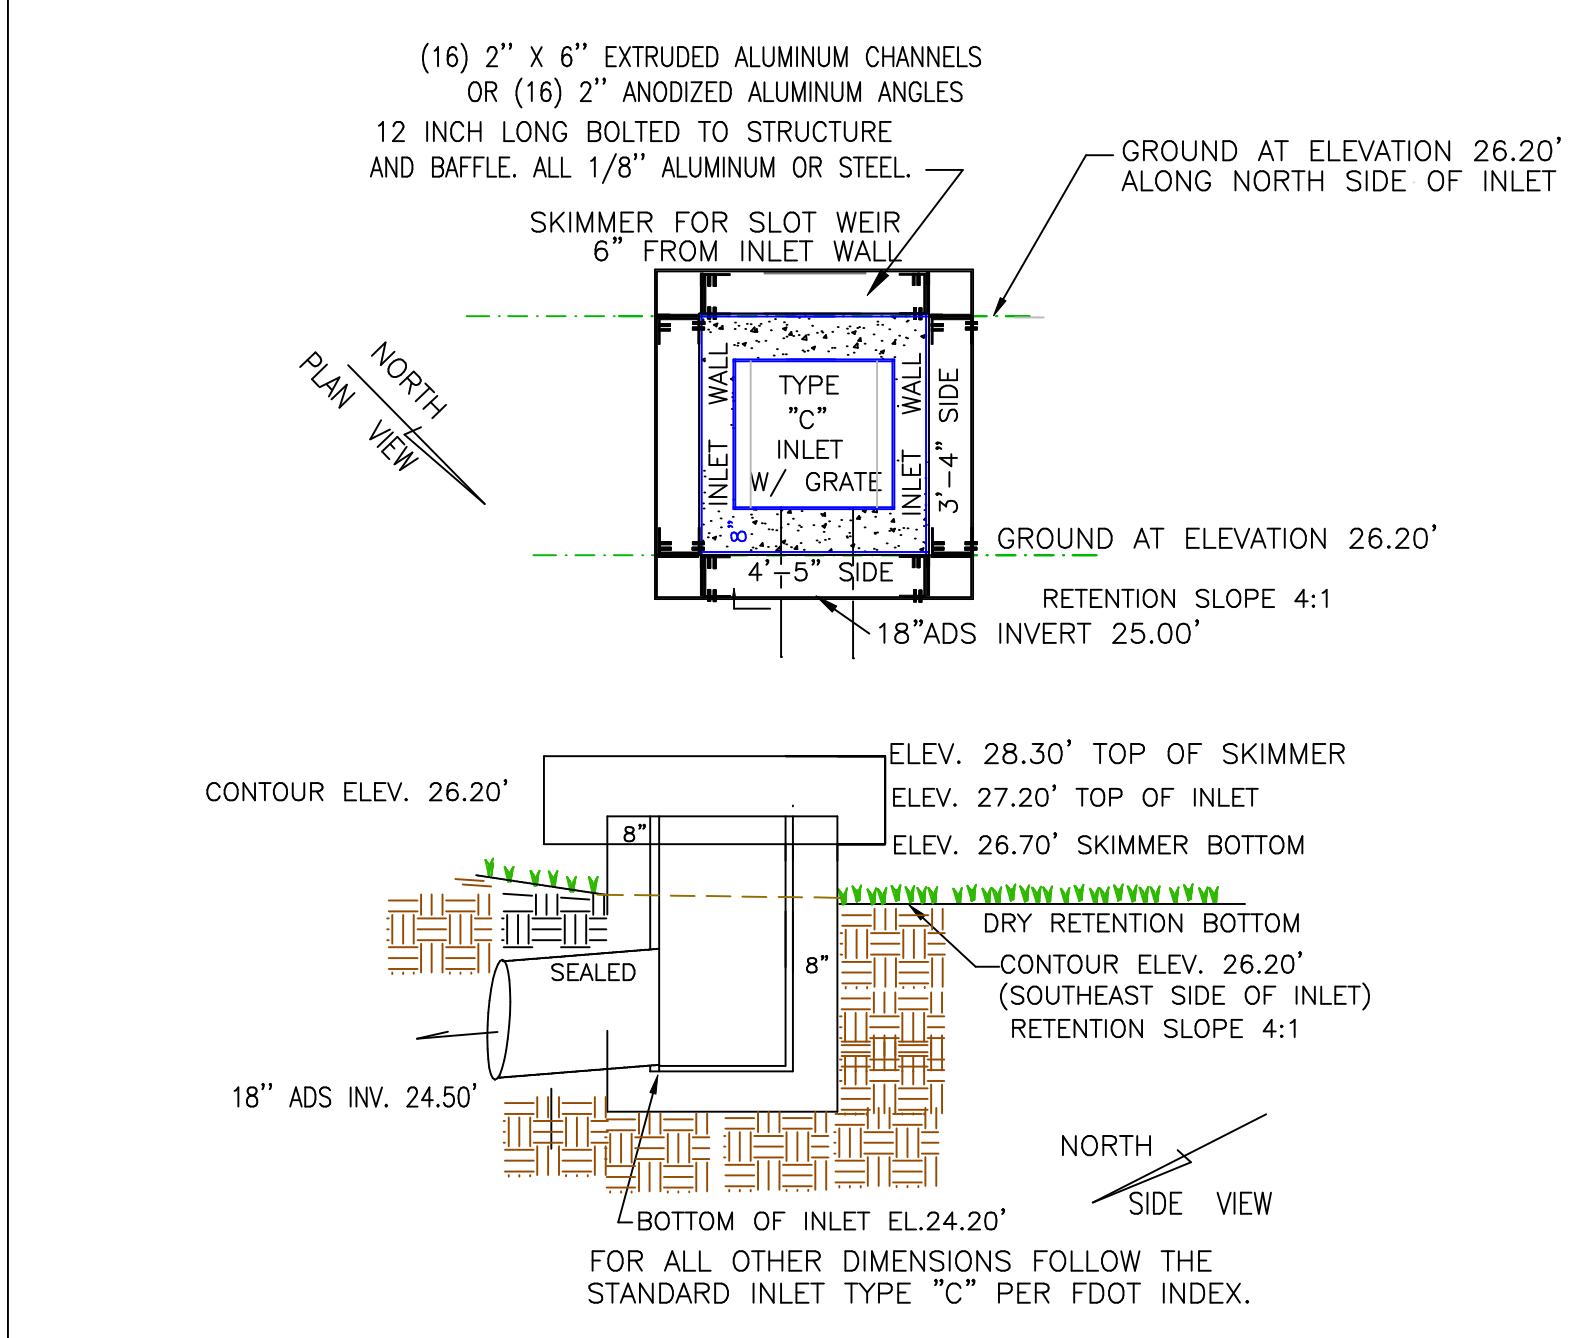 (16) 2'' X 6'' EXTRUDED ALUMINUM CHANNELS
OR (16) 2'' ANODIZED ALUMINUM ANGLES
12 INCH LONG BOLTED TO STRUCTURE
AND BAFFLE. ALL 1/8'' ALUMINUM OR STEEL.
GROUND AT ELEVATION 26.20'
ALONG NORTH SIDE OF INLET
SKIMMER FOR SLOT WEIR
6" FROM INLET WALL
NORTH
PLAN VIEW
INLET WALL
TYPE
"C"
INLET
W/ GRATE
INLET WALL
3'-4" SIDE
8"
GROUND AT ELEVATION 26.20'
4'-5" SIDE
RETENTION SLOPE 4:1
18"ADS INVERT 25.00'
ELEV. 28.30' TOP OF SKIMMER
CONTOUR ELEV. 26.20'
ELEV. 27.20' TOP OF INLET
8"
ELEV. 26.70' SKIMMER BOTTOM
DRY RETENTION BOTTOM
SEALED
8"
CONTOUR ELEV. 26.20'
(SOUTHEAST SIDE OF INLET)
RETENTION SLOPE 4:1
18'' ADS INV. 24.50'
NORTH
SIDE VIEW
BOTTOM OF INLET EL.24.20'
FOR ALL OTHER DIMENSIONS FOLLOW THE
STANDARD INLET TYPE "C" PER FDOT INDEX.